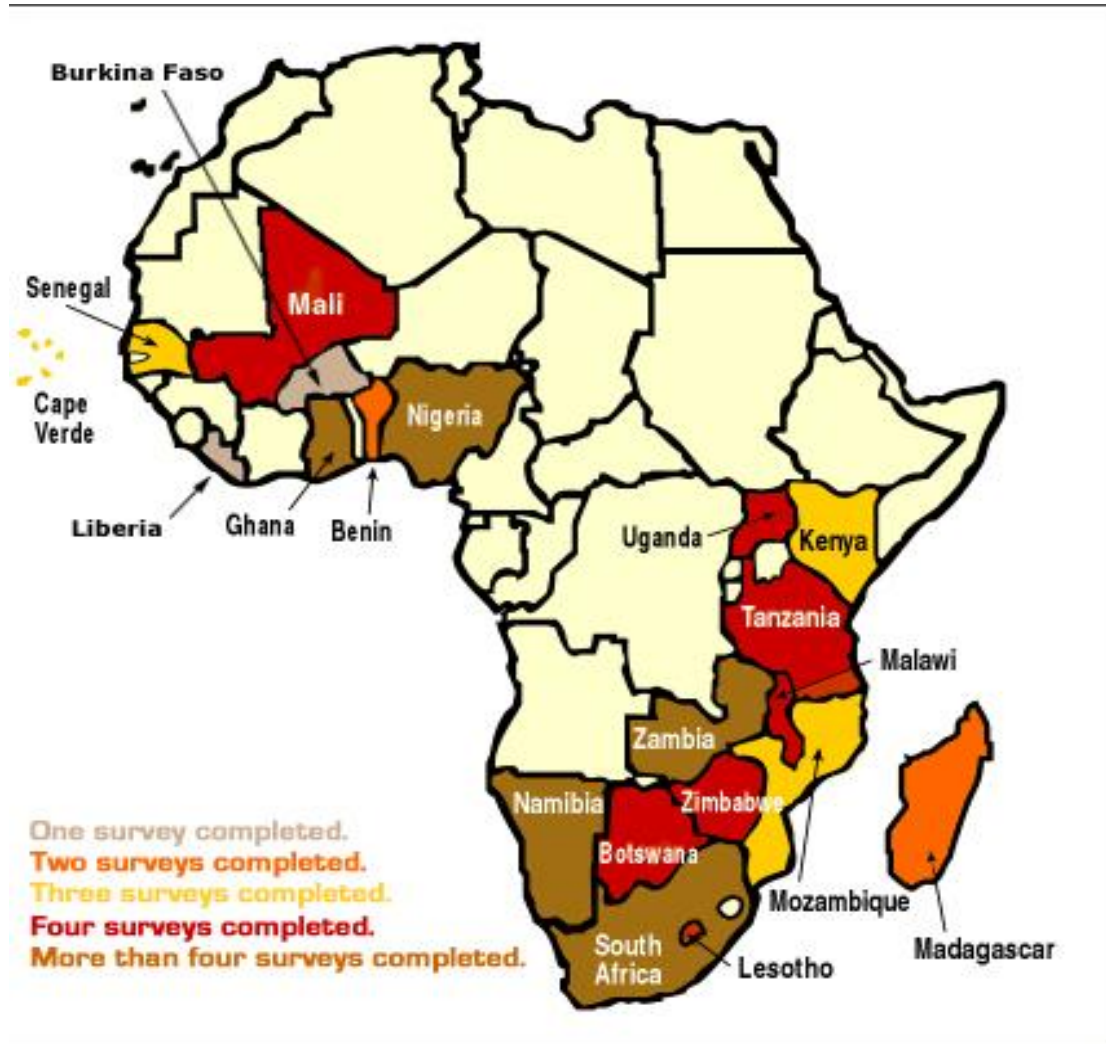 Burkina Faso
Senegal
Mali
Cape
Verde
Nigeria
Liberia
Ghana
Benin
Uganda
Kenya
Tanzania
Malawi
Zambia
Namibia
Zimbabwe
Botswana
Mozambique
South
Africa
Lesotho
Madagascar
One survey completed.
Two surveys completed.
Three surveys completed.
Four surveys completed.
More than four surveys completed.